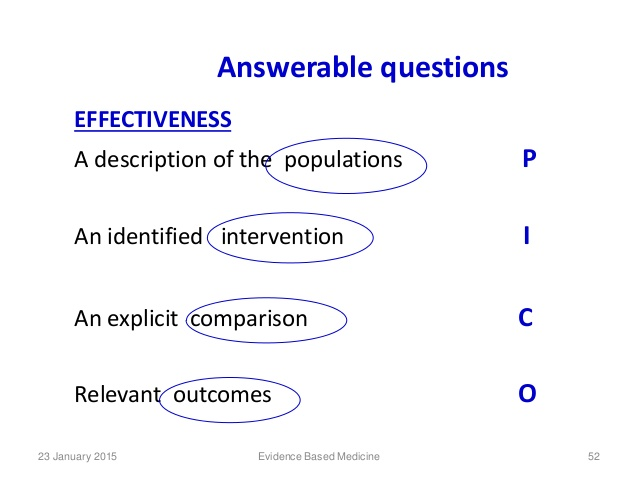 Answerable questions
EFFECTIVENESS
A description of the populations P
An identified intervention I
An explicit comparison C
Relevant outcomes O
23 January 2015 Evidence Based Medicine 52